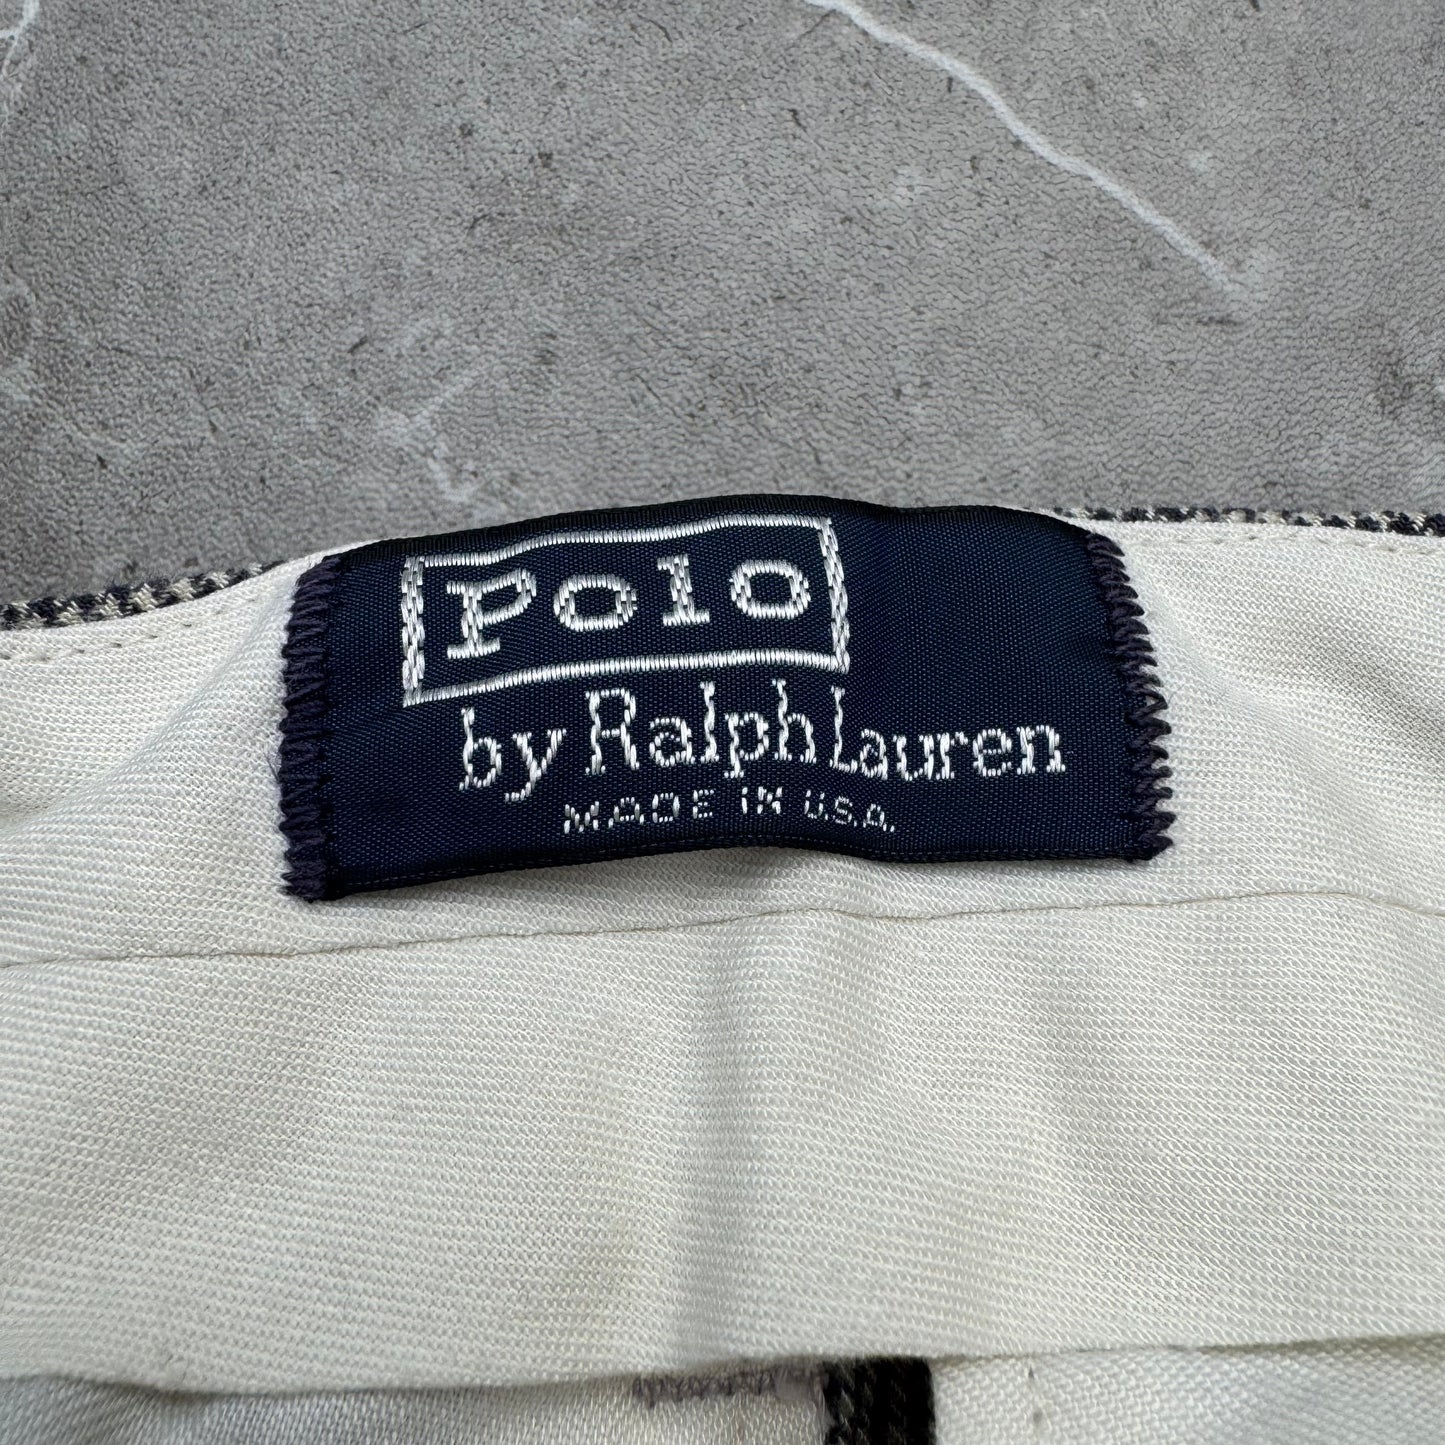 Polo
by Ralph Lauren
MADE IN U.S.A.